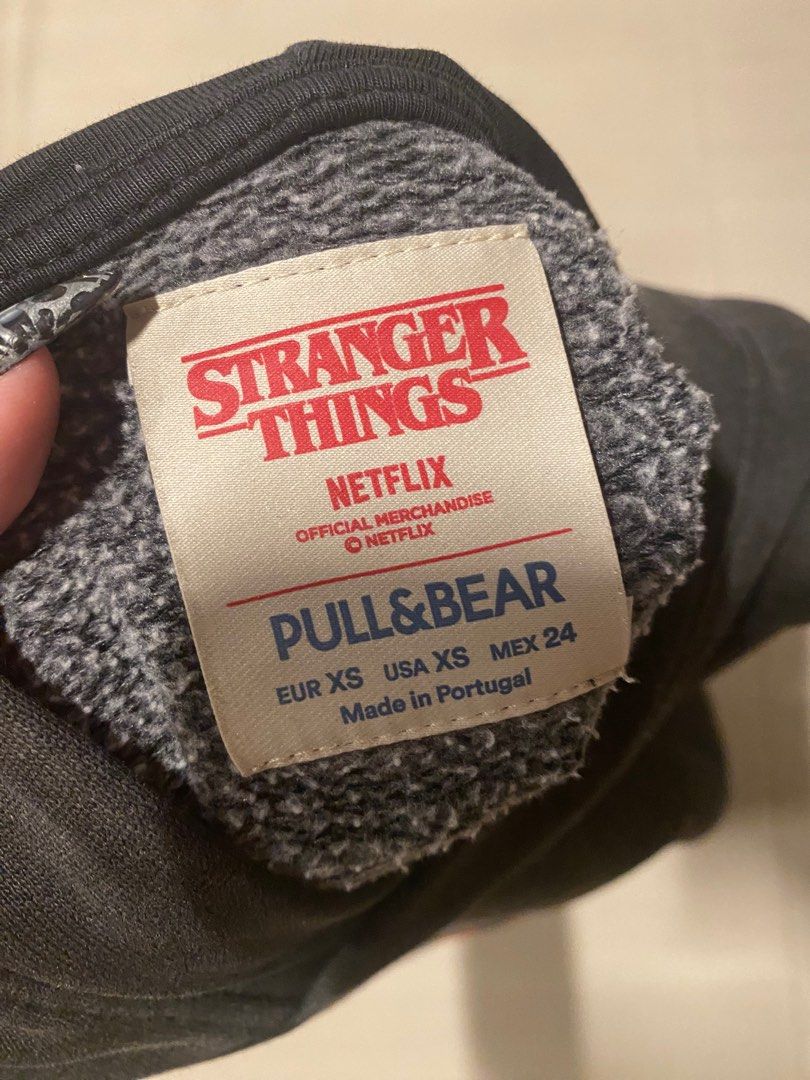 STRANGER
THINGS
NETFLIX
OFFICIAL MERCHANDISE
© NETFLIX
PULL&BEAR
EUR XS USA XS MEX 24
Made in Portugal